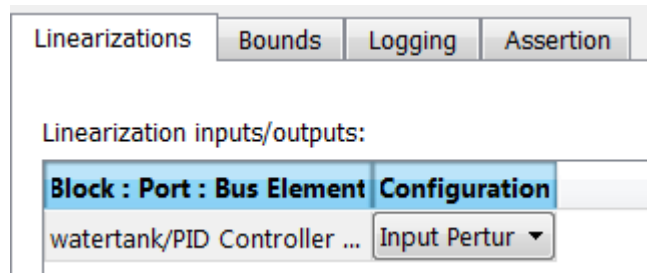 Linearizations Bounds Logging Assertion
Linearization inputs/outputs:
Block : Port : Bus Element Configuration
watertank/PID Controller ... Input Pertur